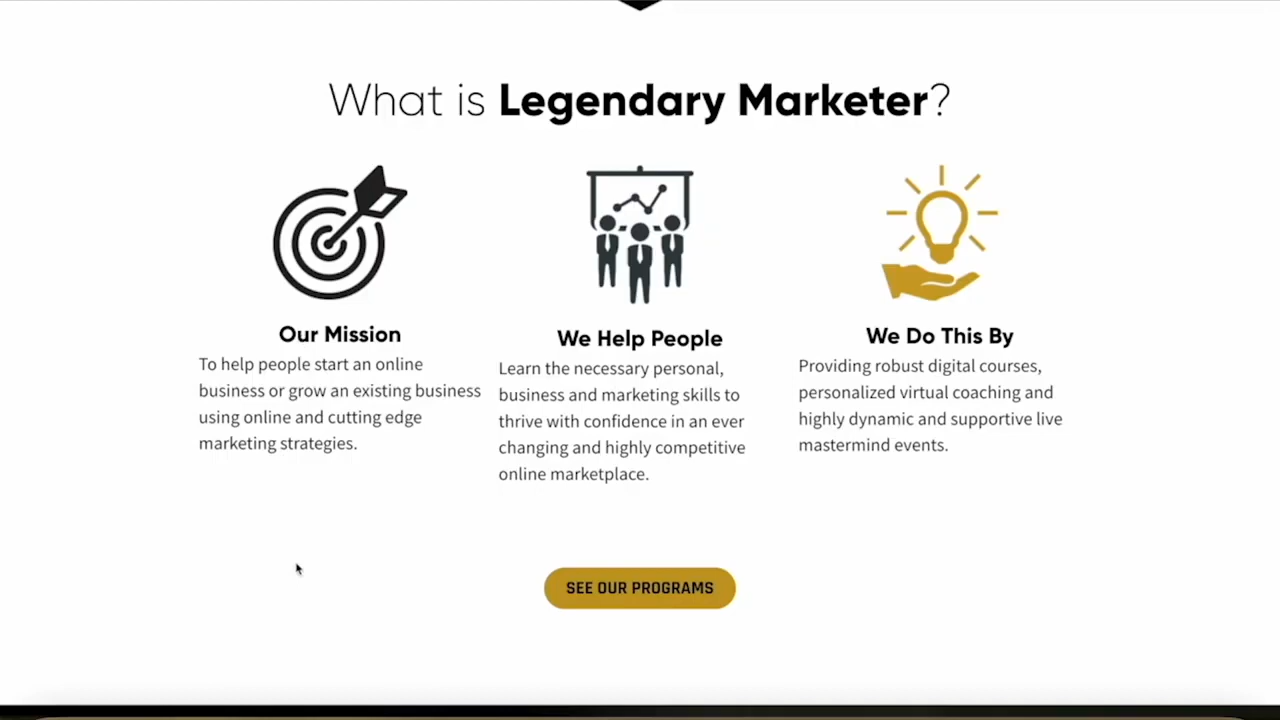 What is Legendary Marketer?
Our Mission
To help people start an online
business or grow an existing business
using online and cutting edge
marketing strategies.
We Help People
Learn the necessary personal,
business and marketing skills to
thrive with confidence in an ever
changing and highly competitive
online marketplace.
We Do This By
Providing robust digital courses,
personalized virtual coaching and
highly dynamic and supportive live
mastermind events.
SEE OUR PROGRAMS